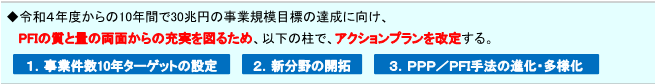 ◆令和４年度からの10年間で30兆円の事業規模目標の達成に向け、
PFIの質と量の両面からの充実を図るため、以下の柱で、アクションプランを改定する。
１．事業件数10年ターゲットの設定　２．新分野の開拓　３．PPP／PFI手法の進化・多様化